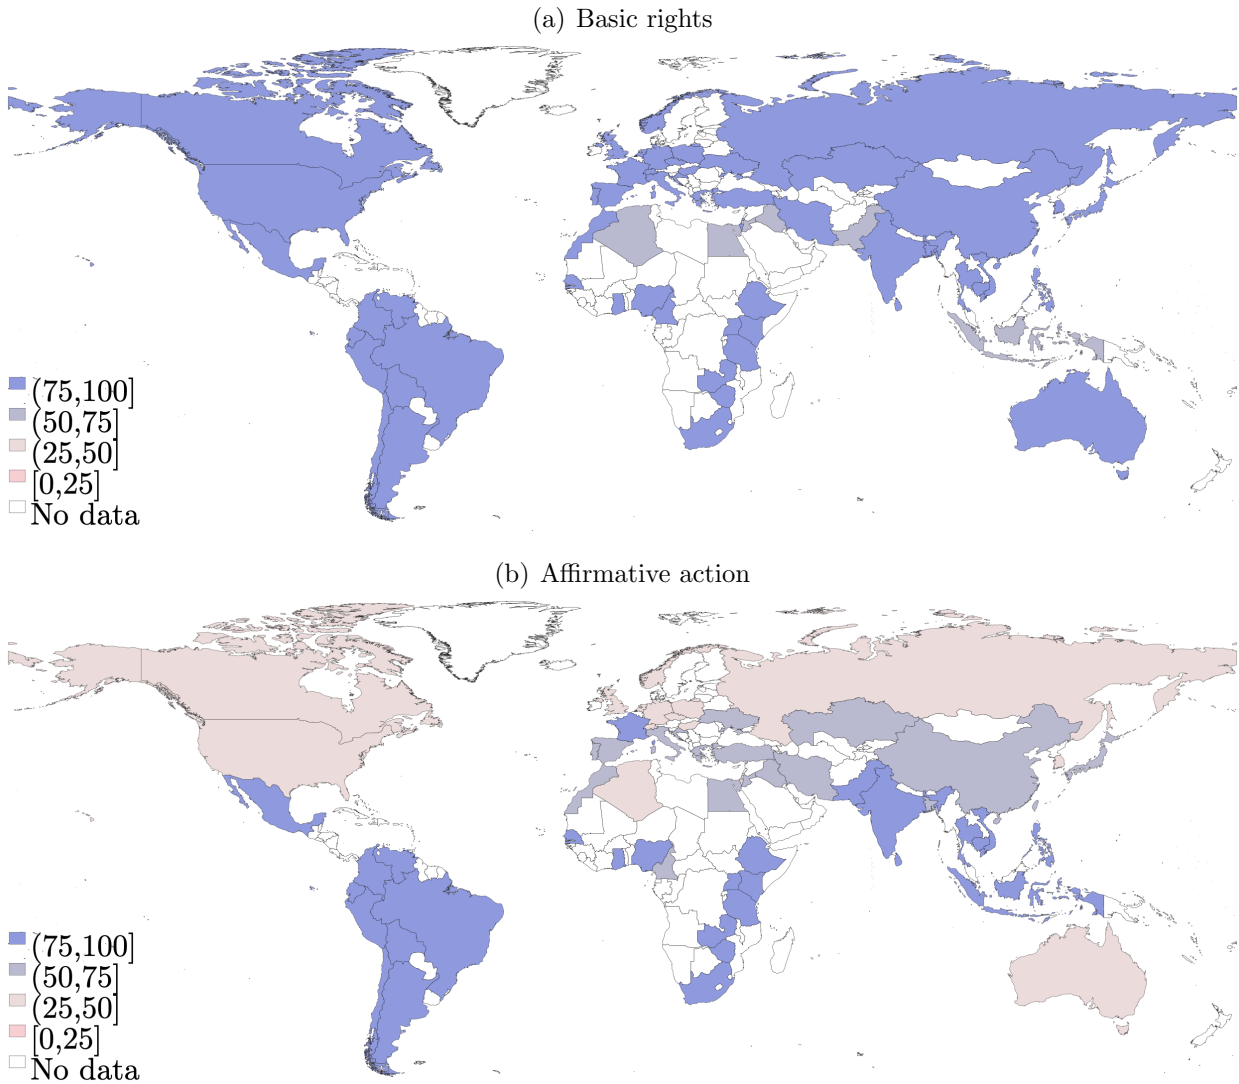 (a) Basic rights
(75,100]
(50,75]
(25,50]
[0,25]
No data
(b) Affirmative action
(75,100]
(50,75]
(25,50]
[0,25]
No data